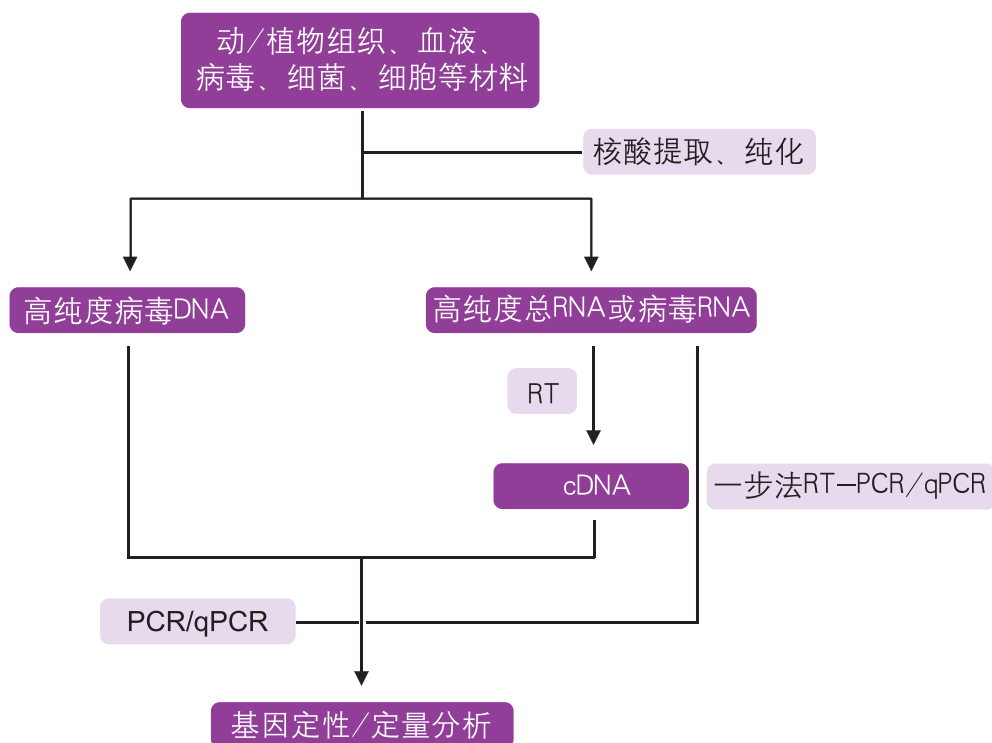 动/植物组织、血液、
病毒、细菌、细胞等材料
核酸提取、纯化
高纯度病毒DNA
高纯度总RNA或病毒RNA
RT
cDNA
一步法RT—PCR/qPCR
PCR/qPCR
基因定性/定量分析